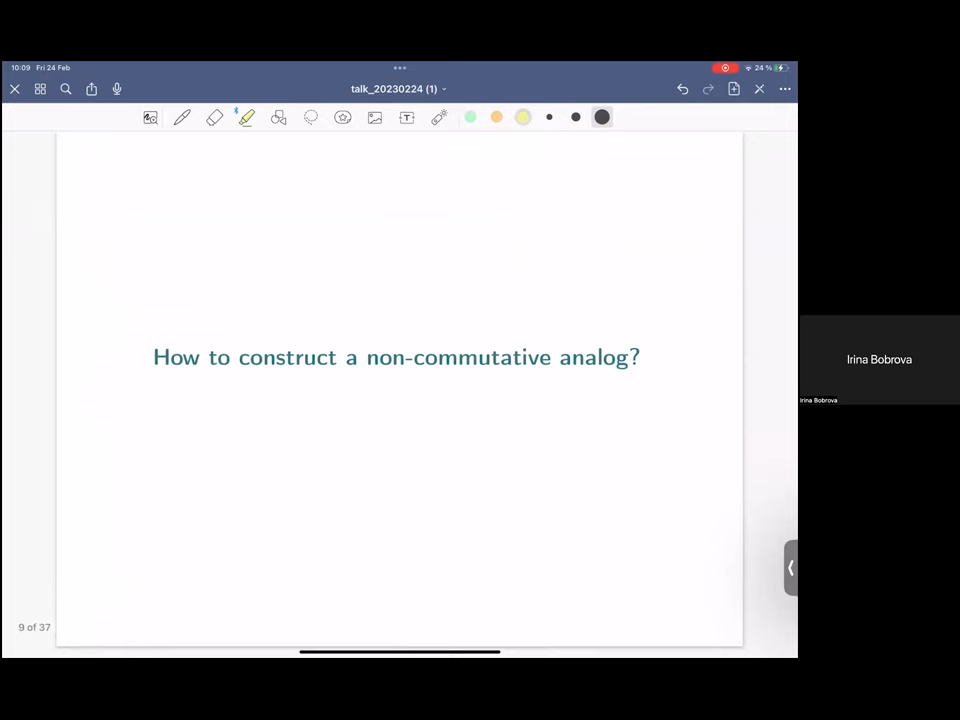 10:09 Fri 24 Feb
24 %
talk_20230224 (1)
T
How to construct a non-commutative analog?
Irina Bobrova
Irina Bobrova
9 of 37